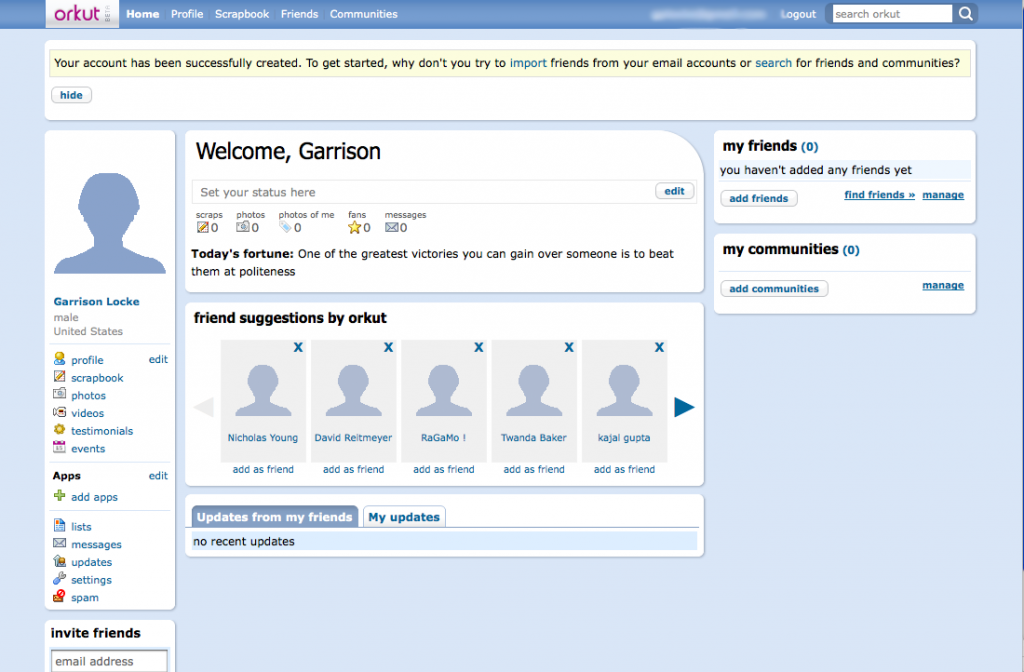 orkut BETA Home Profile Scrapbook Friends Communities Logout search orkut
Your account has been successfully created. To get started, why don't you try to import friends from your email accounts or search for friends and communities?
hide
Garrison Locke
male
United States
profile edit
scrapbook
photos
videos
testimonials
events
Apps edit
add apps
lists
messages
updates
settings
spam
invite friends
email address
Welcome, Garrison
Set your status here edit
scraps photos photos of me fans messages
0 0 0 0 0
Today's fortune: One of the greatest victories you can gain over someone is to beat
them at politeness
friend suggestions by orkut
X X X X X
Nicholas Young David Reitmeyer RaGaMo ! Twanda Baker kajal gupta
add as friend add as friend add as friend add as friend add as friend
Updates from my friends My updates
no recent updates
my friends (0)
you haven't added any friends yet
add friends find friends » manage
my communities (0)
add communities manage